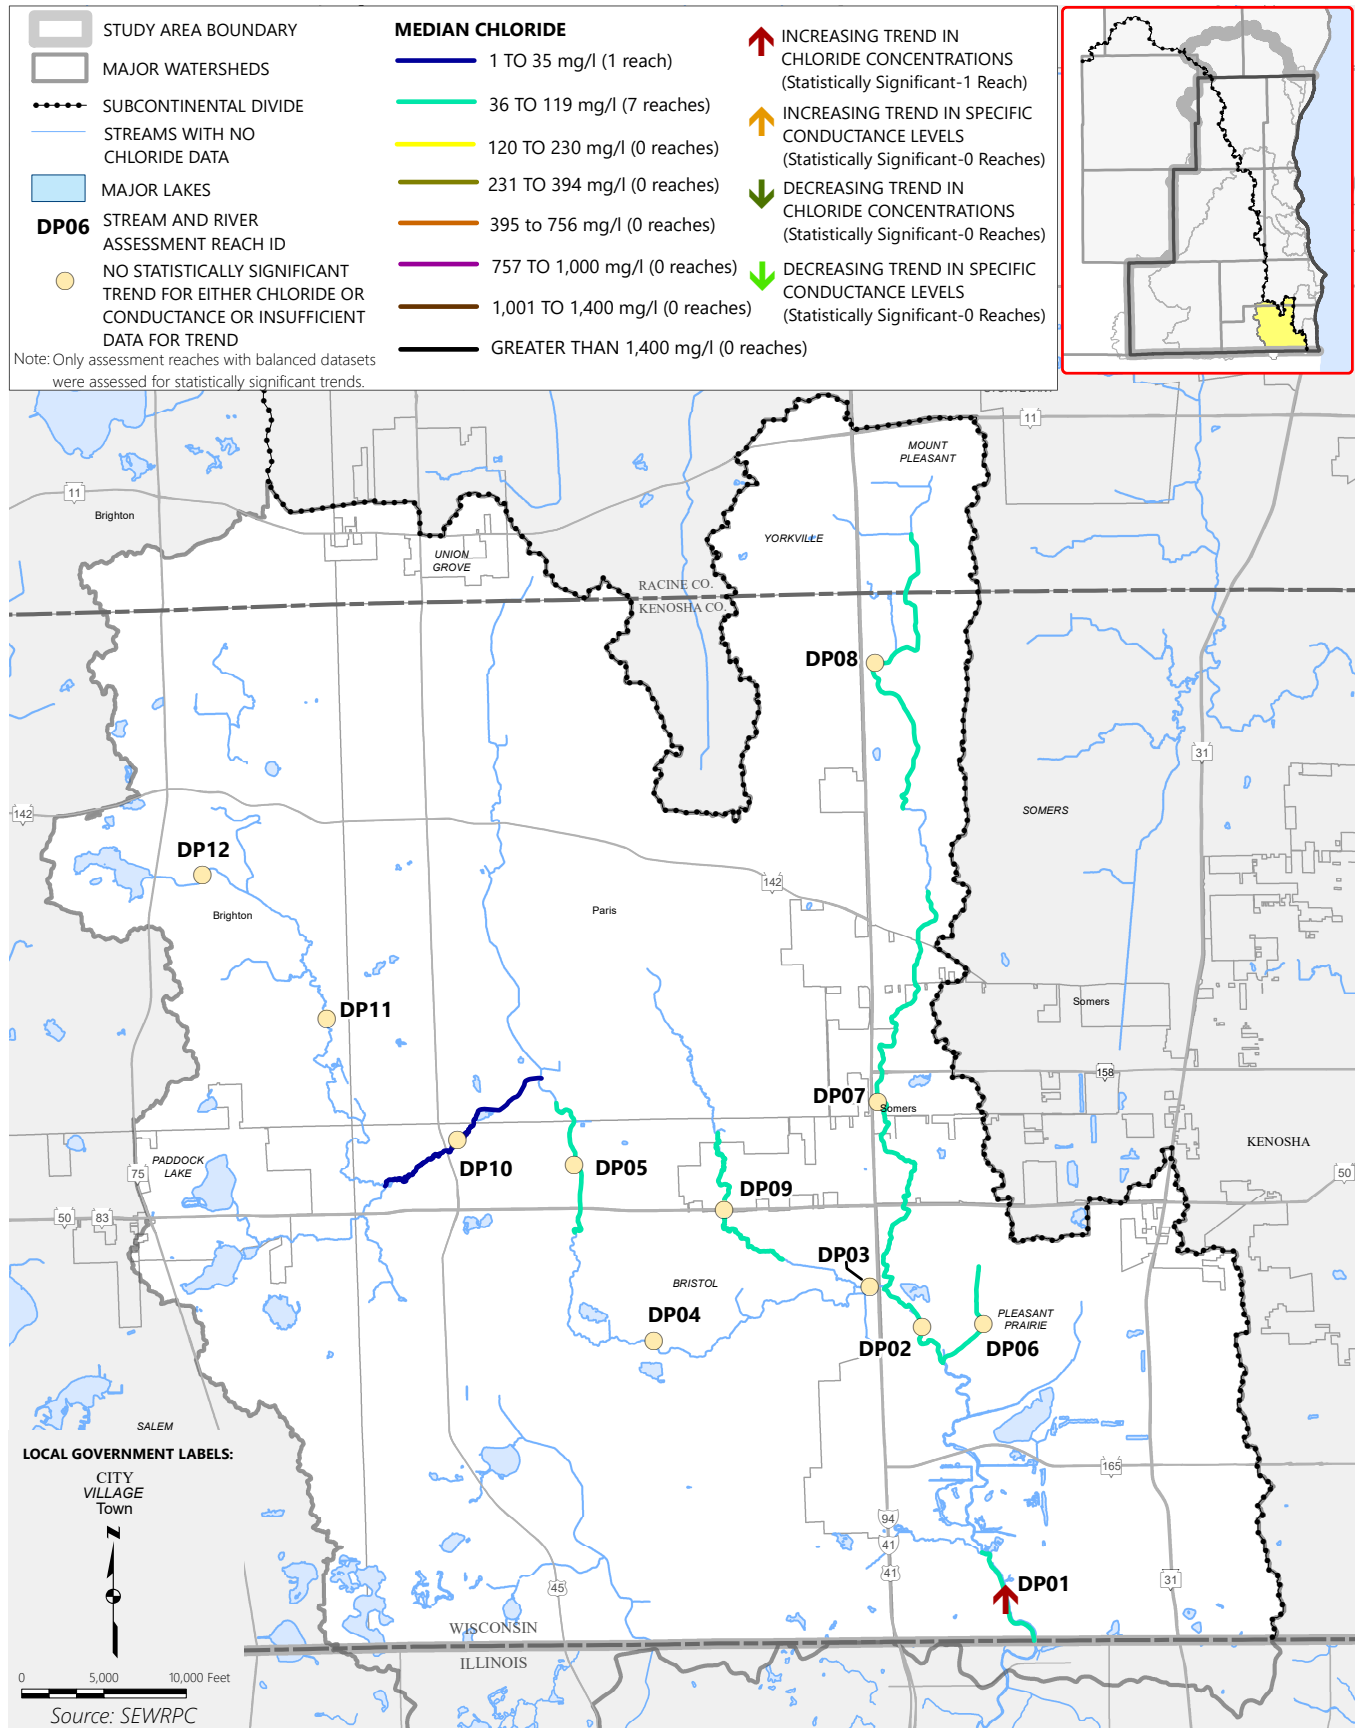 STUDY AREA BOUNDARY
MAJOR WATERSHEDS
SUBCONTINENTAL DIVIDE
STREAMS WITH NO
CHLORIDE DATA
MAJOR LAKES
DP06
STREAM AND RIVER
ASSESSMENT REACH ID
NO STATISTICALLY SIGNIFICANT
TREND FOR EITHER CHLORIDE OR
CONDUCTANCE OR INSUFFICIENT
DATA FOR TREND
Note: Only assessment reaches with balanced datasets
were assessed for statistically significant trends.
MEDIAN CHLORIDE
1 TO 35 mg/l (1 reach)
36 TO 119 mg/l (7 reaches)
120 TO 230 mg/l (0 reaches)
231 TO 394 mg/l (0 reaches)
395 to 756 mg/l (0 reaches)
757 TO 1,000 mg/l (0 reaches)
1,001 TO 1,400 mg/l (0 reaches)
GREATER THAN 1,400 mg/l (0 reaches)
INCREASING TREND IN
CHLORIDE CONCENTRATIONS
(Statistically Significant-1 Reach)
INCREASING TREND IN SPECIFIC
CONDUCTANCE LEVELS
(Statistically Significant-0 Reaches)
DECREASING TREND IN
CHLORIDE CONCENTRATIONS
(Statistically Significant-0 Reaches)
DECREASING TREND IN SPECIFIC
CONDUCTANCE LEVELS
(Statistically Significant-0 Reaches)
11
MOUNT
PLEASANT
11
Brighton
YORKVILLE
UNION
GROVE
RACINE CO.
KENOSHA CO.
DP08
31
142
SOMERS
DP12
142
Brighton
Paris
DP11
Somers
158
DP07
Somers
KENOSHA
PADDOCK
LAKE
75
DP10
DP05
50
DP09
50
83
DP03
BRISTOL
DP04
PLEASANT
PRAIRIE
DP02
DP06
SALEM
LOCAL GOVERNMENT LABELS:
CITY
VILLAGE
Town
N
165
94
41
41
45
DP01
31
WISCONSIN
ILLINOIS
0
5,000
10,000 Feet
Source: SEWRPC